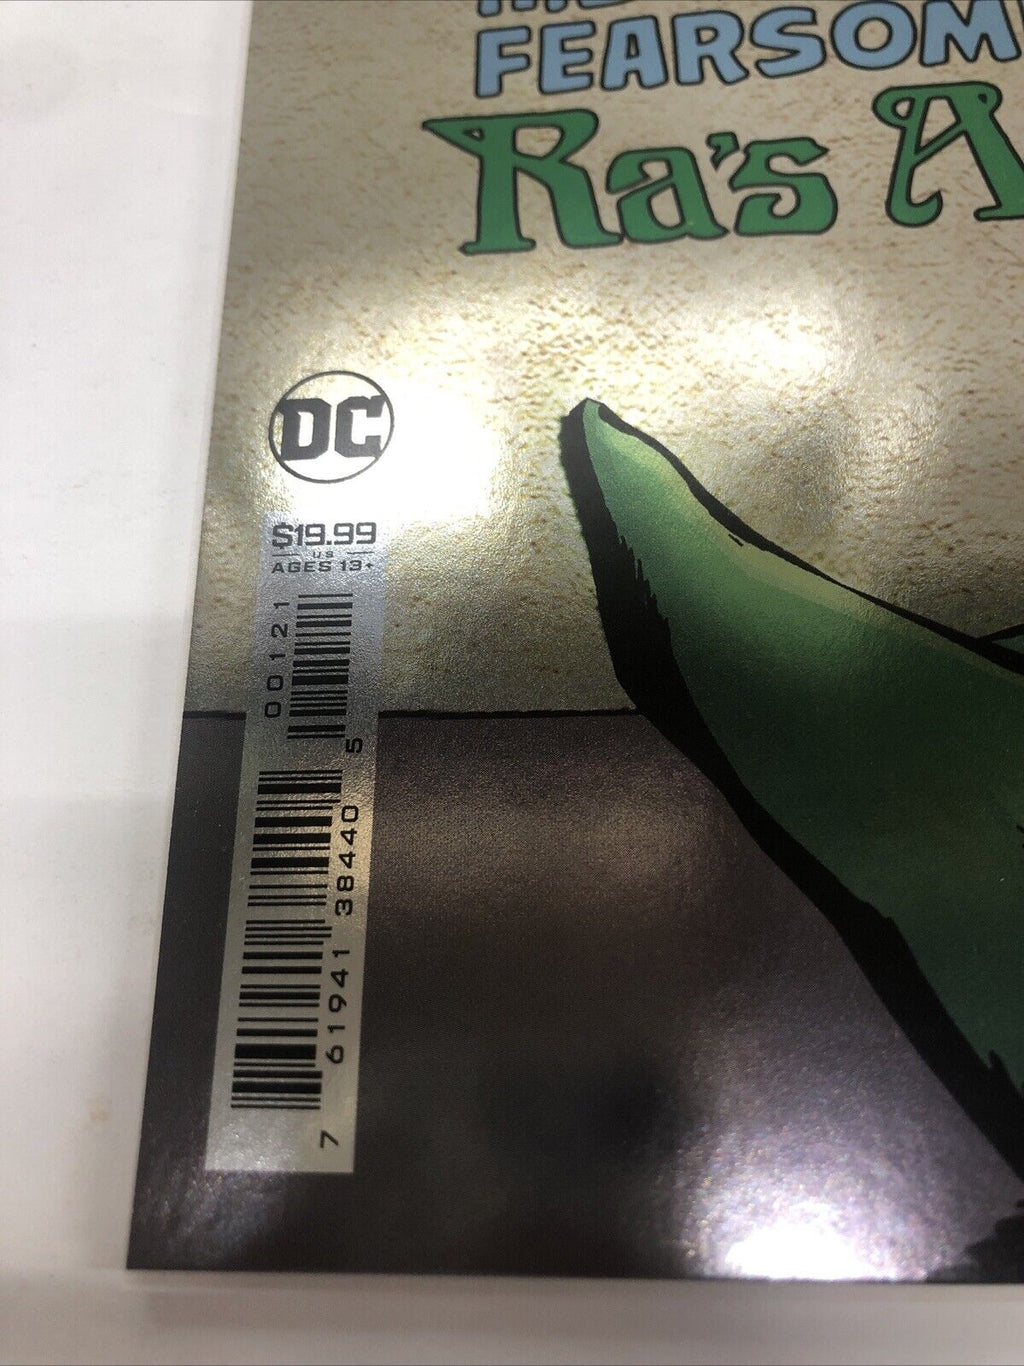 FEARSOM
Ra's A
DC
$19.99
US
AGES 13+
00121
5
7 61941 38440